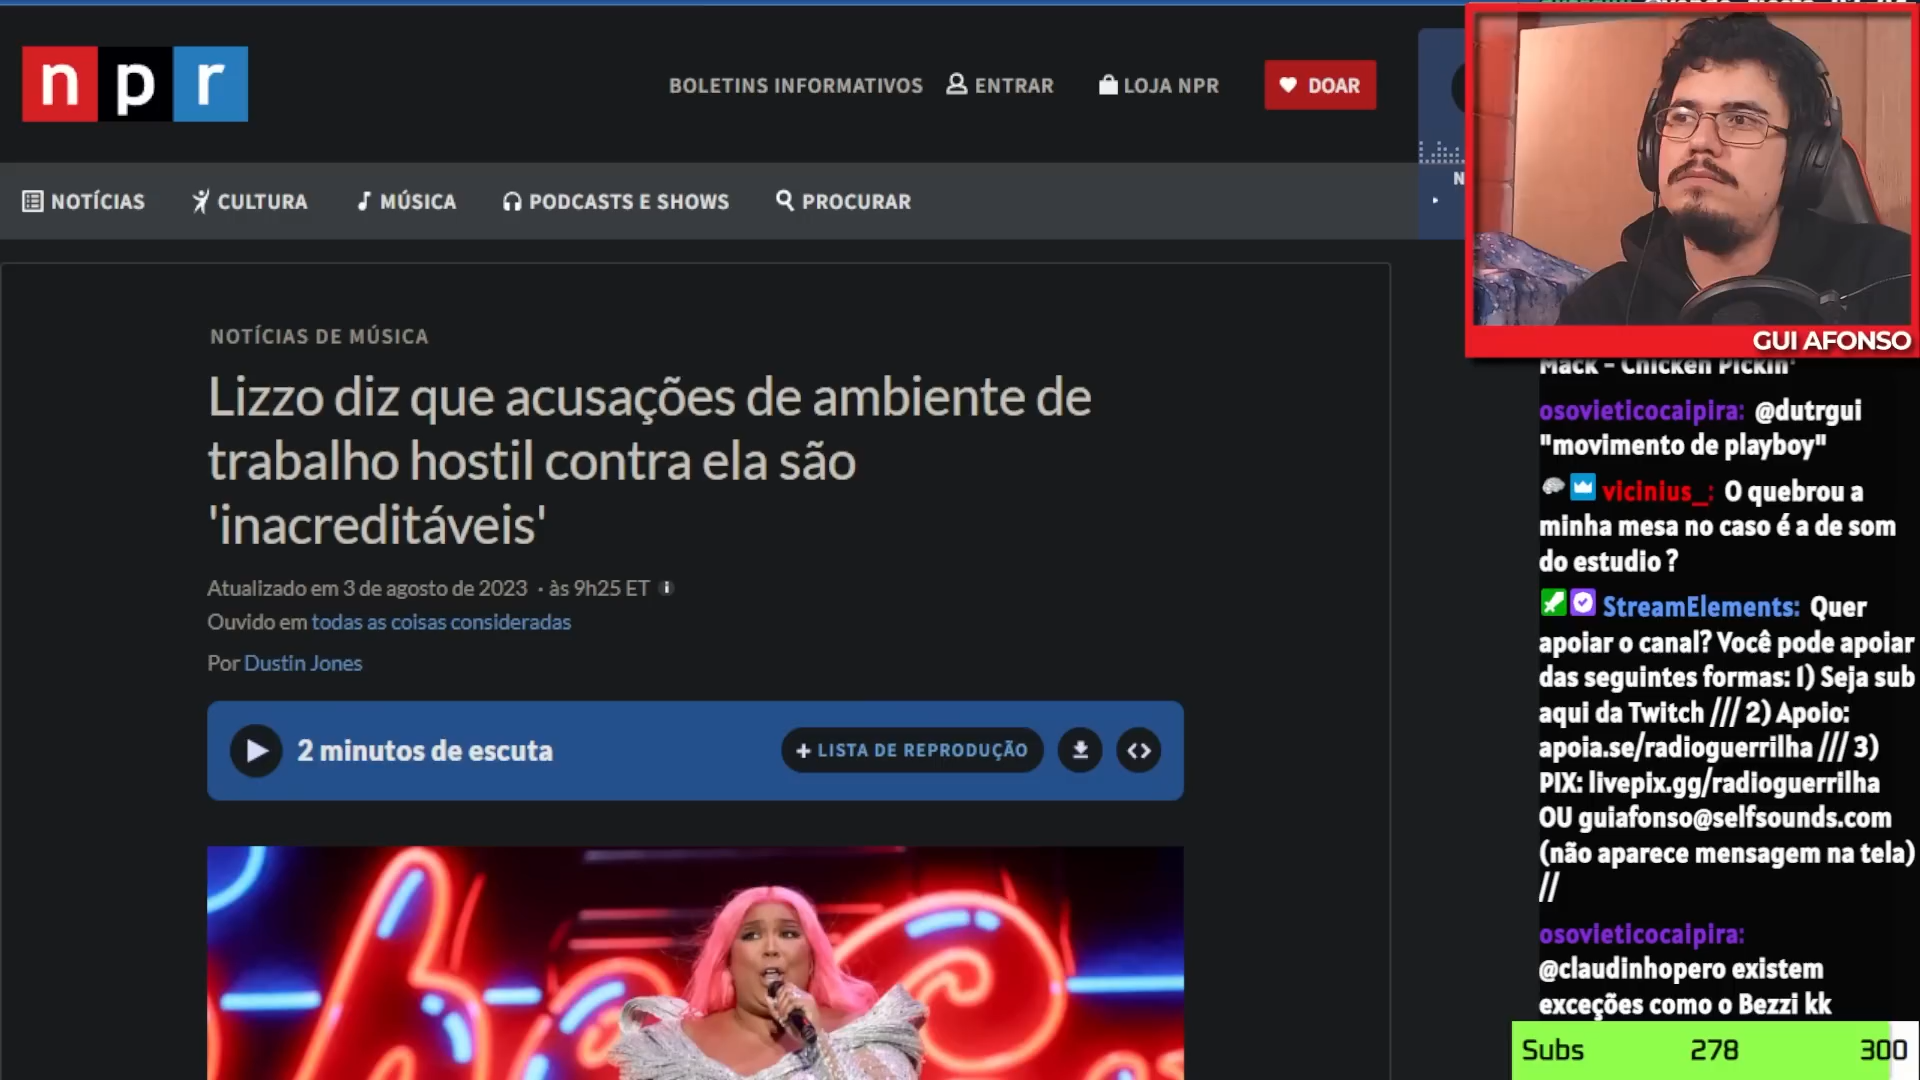 npr
BOLETINS INFORMATIVOS
ENTRAR
LOJA NPR
DOAR
NOTÍCIAS
CULTURA
MÚSICA
PODCASTS E SHOWS
PROCURAR
N
NOTÍCIAS DE MÚSICA
Lizzo diz que acusações de ambiente de
trabalho hostil contra ela são
'inacreditáveis'
Atualizado em 3 de agosto de 2023 · às 9h25 ET
Ouvido em todas as coisas consideradas
Por Dustin Jones
2 minutos de escuta
+ LISTA DE REPRODUÇÃO
GUI AFONSO
Mack - Chicken Pickin'
osovieticocaipira: @dutrgui
"movimento de playboy"
vicinius_: O quebrou a
minha mesa no caso é a de som
do estudio ?
StreamElements: Quer
apoiar o canal? Você pode apoiar
das seguintes formas: 1) Seja sub
aqui da Twitch /// 2) Apoio:
apoia.se/radioguerrilha /// 3)
PIX: livepix.gg/radioguerrilha
OU guiafonso@selfsounds.com
(não aparece mensagem na tela)
//
osovieticocaipira:
@claudinhopero existem
exceções como o Bezzi kk
Subs 278 300